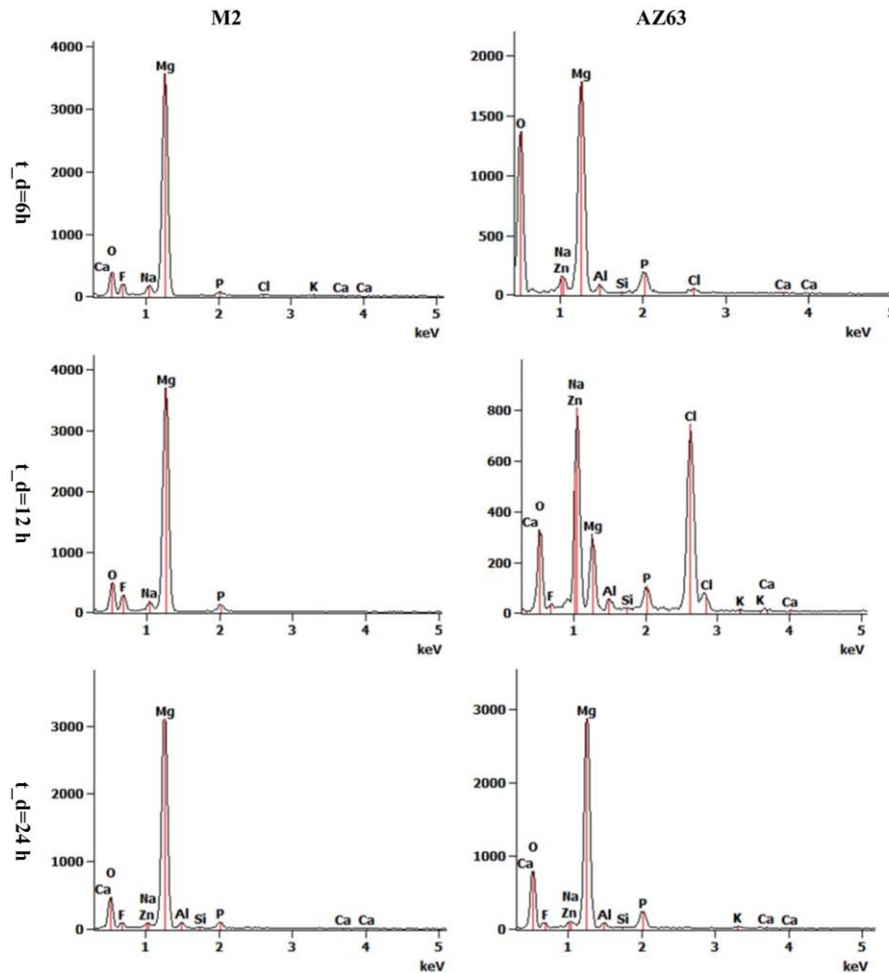 M2
AZ63
t_d=6h
4000
3000
2000
1000
0
Mg
O
Ca
F
Na
P
Cl
K
Ca
Ca
1
2
3
4
5
keV
2000
1500
1000
500
0
O
Mg
Na
Zn
Al
Si
P
Cl
Ca
Ca
1
2
3
4
5
keV
t_d=12 h
4000
3000
2000
1000
0
Mg
O
F
Na
P
1
2
3
4
5
keV
800
600
400
200
0
Na
Zn
Cl
O
Ca
Mg
F
Al
Si
P
Cl
K
Ca
K
Ca
1
2
3
4
5
keV
t_d=24 h
3000
2000
1000
0
Mg
O
Ca
F
Na
Zn
Al
Si
P
Ca
Ca
1
2
3
4
5
keV
3000
2000
1000
0
Mg
O
Ca
F
Na
Zn
Al
Si
P
K
Ca
Ca
1
2
3
4
5
keV